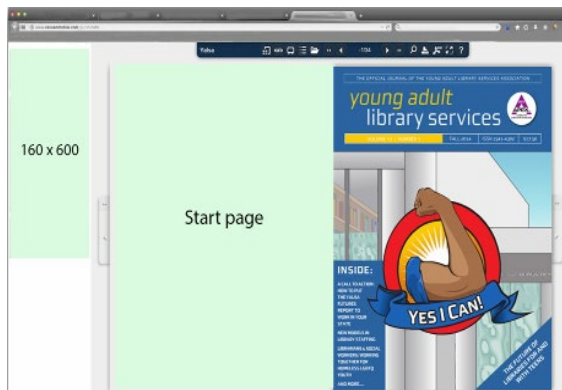 Yalsa
160 x 600
Start page
THE OFFICIAL JOURNAL OF THE YOUNG ADULT LIBRARY SERVICES ASSOCIATION
young adult
library services
FALL 2014
$17.50
INSIDE:
A CALL TO ACTION:
HOW TO PUT
THE YALSA
FUTURES
REPORT TO
WORK IN YOUR
STATE
NEW MODELS IN
LIBRARY STAFFING
LIBRARIANS & SOCIAL
WORKERS WORKING
TOGETHER FOR
HOMELESS LGBTQ
YOUTH
AND MORE...
LIBRARY
YES I CAN!
THE FUTURE OF
LIBRARIES FOR AND
WITH TEENS